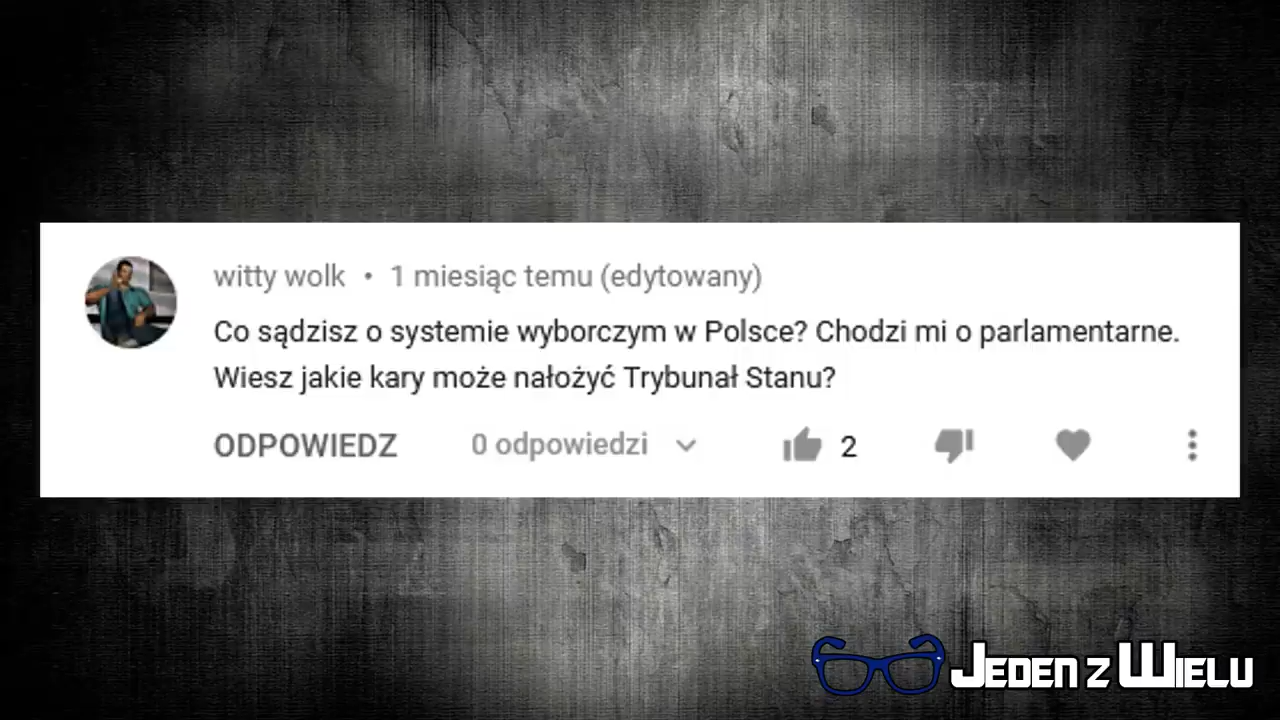 witty wolk • 1 miesiąc temu (edytowany)
Co sądzisz o systemie wyborczym w Polsce? Chodzi mi o parlamentarne.
Wiesz jakie kary może nałożyć Trybunał Stanu?
ODPOWIEDZ 0 odpowiedzi 2
JEDEN Z WIELU